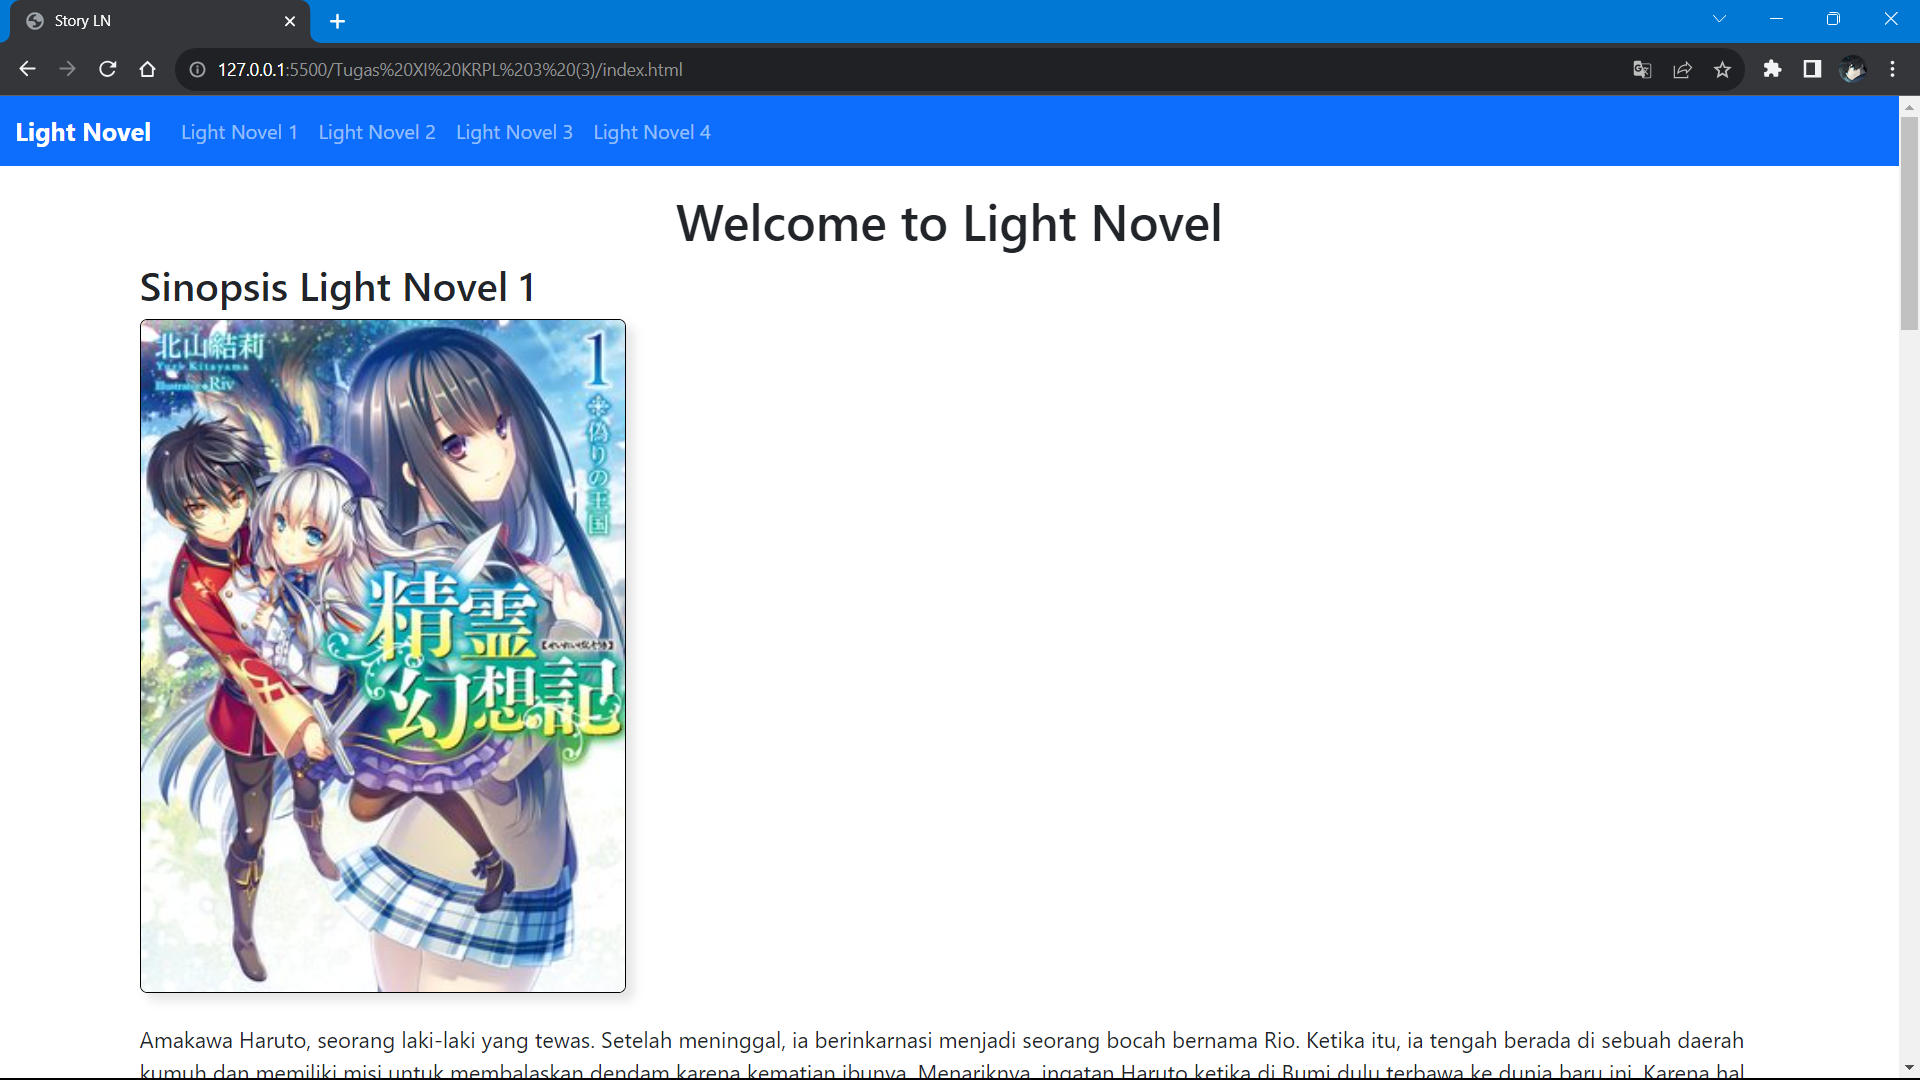 Story LN
127.0.0.1:5500/Tugas%20XI%20KRPL%203%20(3)/index.html
Light Novel Light Novel 1 Light Novel 2 Light Novel 3 Light Novel 4
Welcome to Light Novel
Sinopsis Light Novel 1
北山結莉
Yuri Kitayama
Illustrator◆Riv
1
偽りの王国
精霊
【せいれいげんそうき】
幻想記
Amakawa Haruto, seorang laki-laki yang tewas. Setelah meninggal, ia berinkarnasi menjadi seorang bocah bernama Rio. Ketika itu, ia tengah berada di sebuah daerah
kumuh dan memiliki misi untuk membalaskan dendam karena kematian ibunya. Menariknya, ingatan Haruto ketika di Bumi dulu terbawa ke dunia baru ini. Karena hal